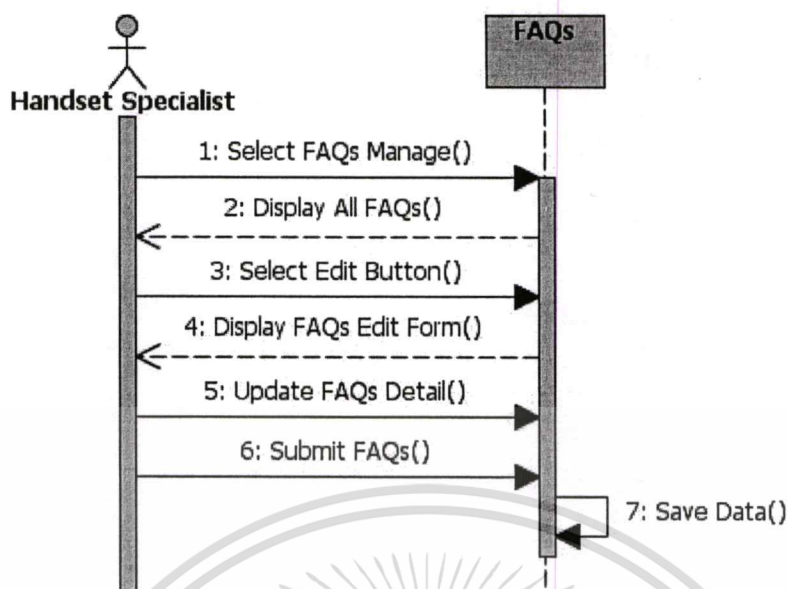 FAQs
Handset Specialist
1: Select FAQs Manage()
2: Display All FAQs()
3: Select Edit Button()
4: Display FAQs Edit Form()
5: Update FAQs Detail()
6: Submit FAQs()
7: Save Data()